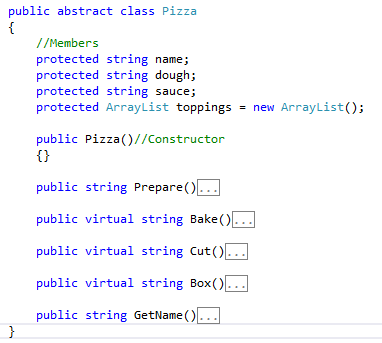 public abstract class Pizza
{
//Members
protected string name;
protected string dough;
protected string sauce;
protected ArrayList toppings = new ArrayList();
public Pizza()//Constructor
{}
public string Prepare()...
public virtual string Bake()...
public virtual string Cut()...
public virtual string Box()...
public string GetName()...
}